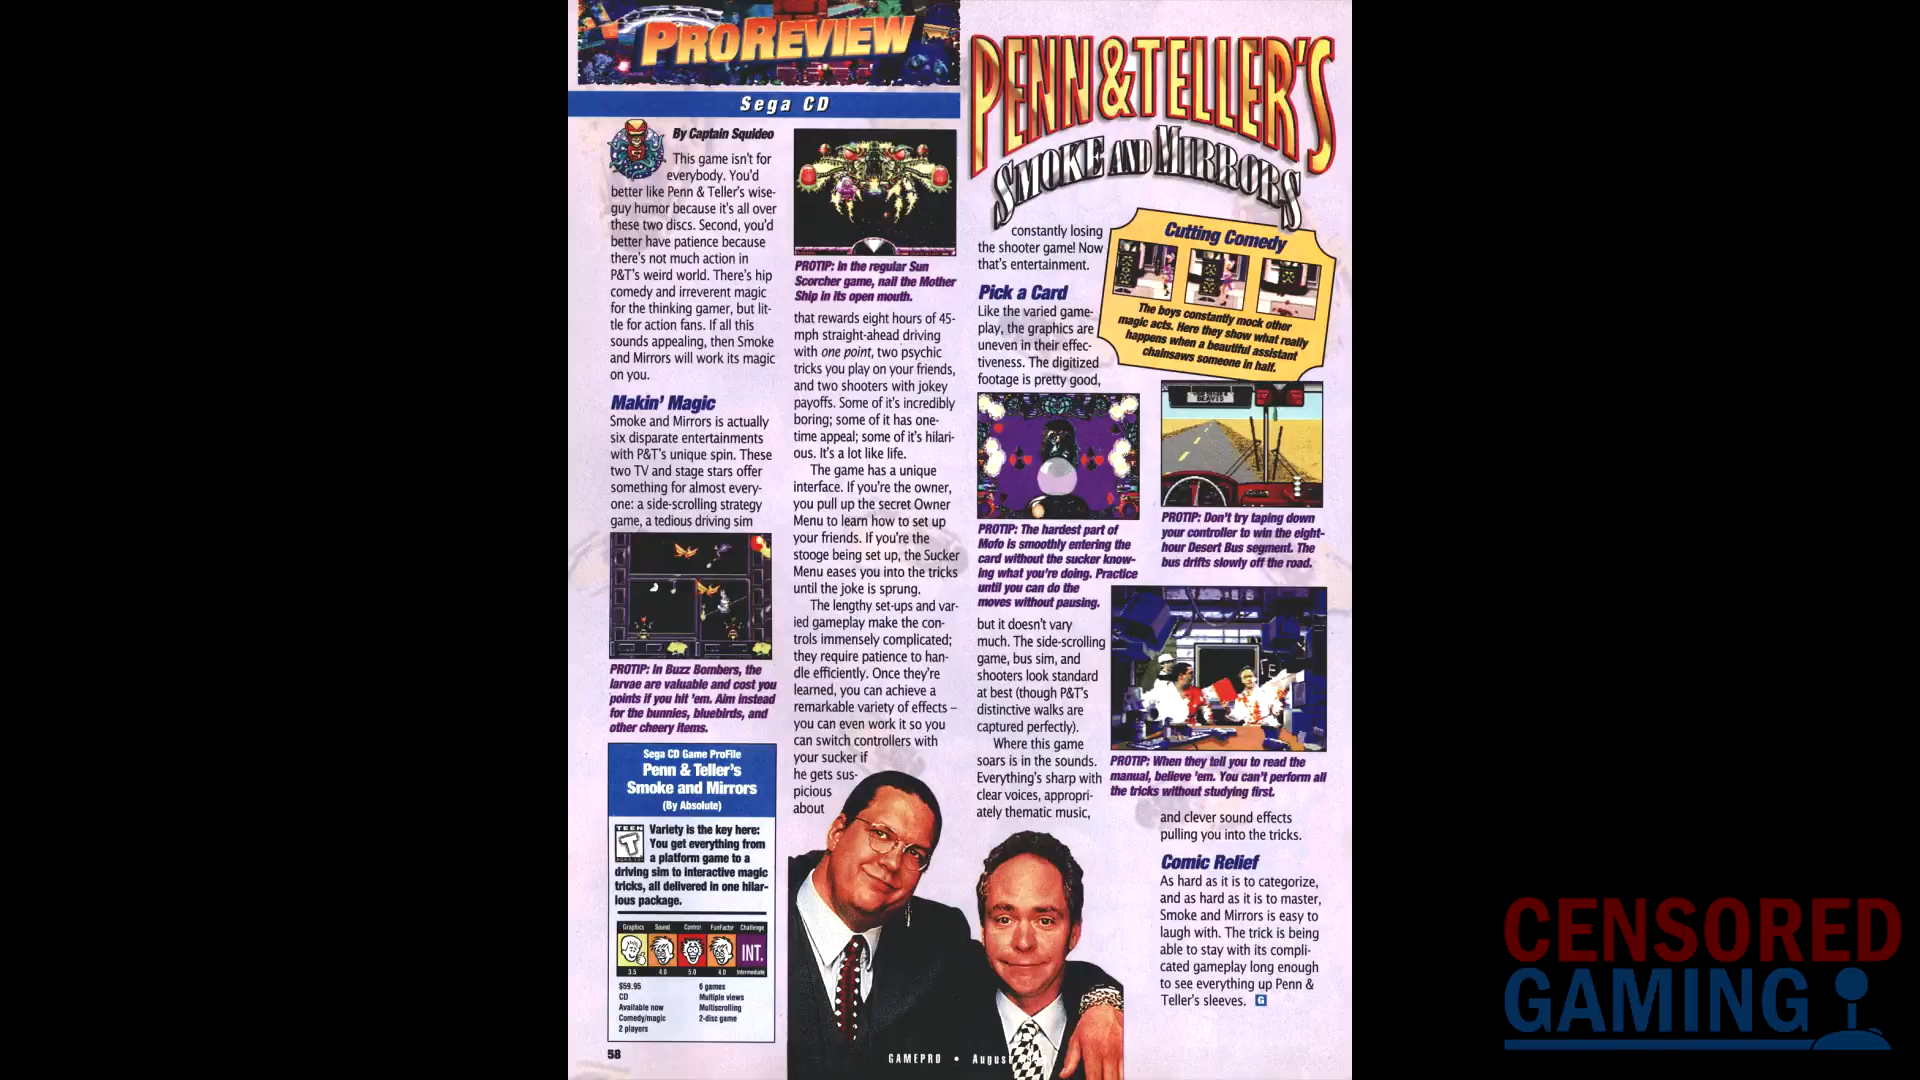 PROREVIEW
Sega CD
By Captain Squideo
This game isn't for
everybody. You'd
better like Penn & Teller's wise-
guy humor because it's all over
these two discs. Second, you'd
better have patience because
there's not much action in
P&T's weird world. There's hip
comedy and irreverent magic
for the thinking gamer, but lit-
tle for action fans. If all this
sounds appealing, then Smoke
and Mirrors will work its magic
on you.
Makin' Magic
Smoke and Mirrors is actually
six disparate entertainments
with P&T's unique spin. These
two TV and stage stars offer
something for almost every-
one: a side-scrolling strategy
game, a tedious driving sim
PROTIP: In Buzz Bombers, the
larvae are valuable and cost you
points if you hit 'em. Aim instead
for the bunnies, bluebirds, and
other cheery items.
Sega CD Game ProFile
Penn & Teller's
Smoke and Mirrors
(By Absolute)
TEEN
T
Variety is the key here:
You get everything from
a platform game to a
driving sim to interactive magic
tricks, all delivered in one hilar-
ious package.
Graphics Sound Control FunFactor Challenge
INT.
3.5 4.0 5.0 4.0 Intermediate
$59.95
CD
Available now
Comedy/magic
2 players
6 games
Multiple views
Multiscrolling
2-disc game
58
PROTIP: In the regular Sun
Scorcher game, nail the Mother
Ship in its open mouth.
that rewards eight hours of 45-
mph straight-ahead driving
with one point, two psychic
tricks you play on your friends,
and two shooters with jokey
payoffs. Some of it's incredibly
boring; some of it has one-
time appeal; some of it's hilari-
ous. It's a lot like life.
The game has a unique
interface. If you're the owner,
you pull up the secret Owner
Menu to learn how to set up
your friends. If you're the
stooge being set up, the Sucker
Menu eases you into the tricks
until the joke is sprung.
The lengthy set-ups and var-
ied gameplay make the con-
trols immensely complicated;
they require patience to han-
dle efficiently. Once they're
learned, you can achieve a
remarkable variety of effects –
you can even work it so you
can switch controllers with
your sucker if
he gets sus-
picious
about
PENN & TELLER'S
SMOKE AND MIRRORS
constantly losing
the shooter game! Now
that's entertainment.
Pick a Card
Like the varied game-
play, the graphics are
uneven in their effec-
tiveness. The digitized
footage is pretty good,
PROTIP: The hardest part of
Mofo is smoothly entering the
card without the sucker know-
ing what you're doing. Practice
until you can do the
moves without pausing.
but it doesn't vary
much. The side-scrolling
game, bus sim, and
shooters look standard
at best (though P&T's
distinctive walks are
captured perfectly).
Where this game
soars is in the sounds.
Everything's sharp with
clear voices, appropri-
ately thematic music,
Cutting Comedy
The boys constantly mock other
magic acts. Here they show what really
happens when a beautiful assistant
chainsaws someone in half.
PROTIP: Don't try taping down
your controller to win the eight-
hour Desert Bus segment. The
bus drifts slowly off the road.
PROTIP: When they tell you to read the
manual, believe 'em. You can't perform all
the tricks without studying first.
and clever sound effects
pulling you into the tricks.
Comic Relief
As hard as it is to categorize,
and as hard as it is to master,
Smoke and Mirrors is easy to
laugh with. The trick is being
able to stay with its compli-
cated gameplay long enough
to see everything up Penn &
Teller's sleeves. G
GAMEPRO • August
CENSORED
GAMING